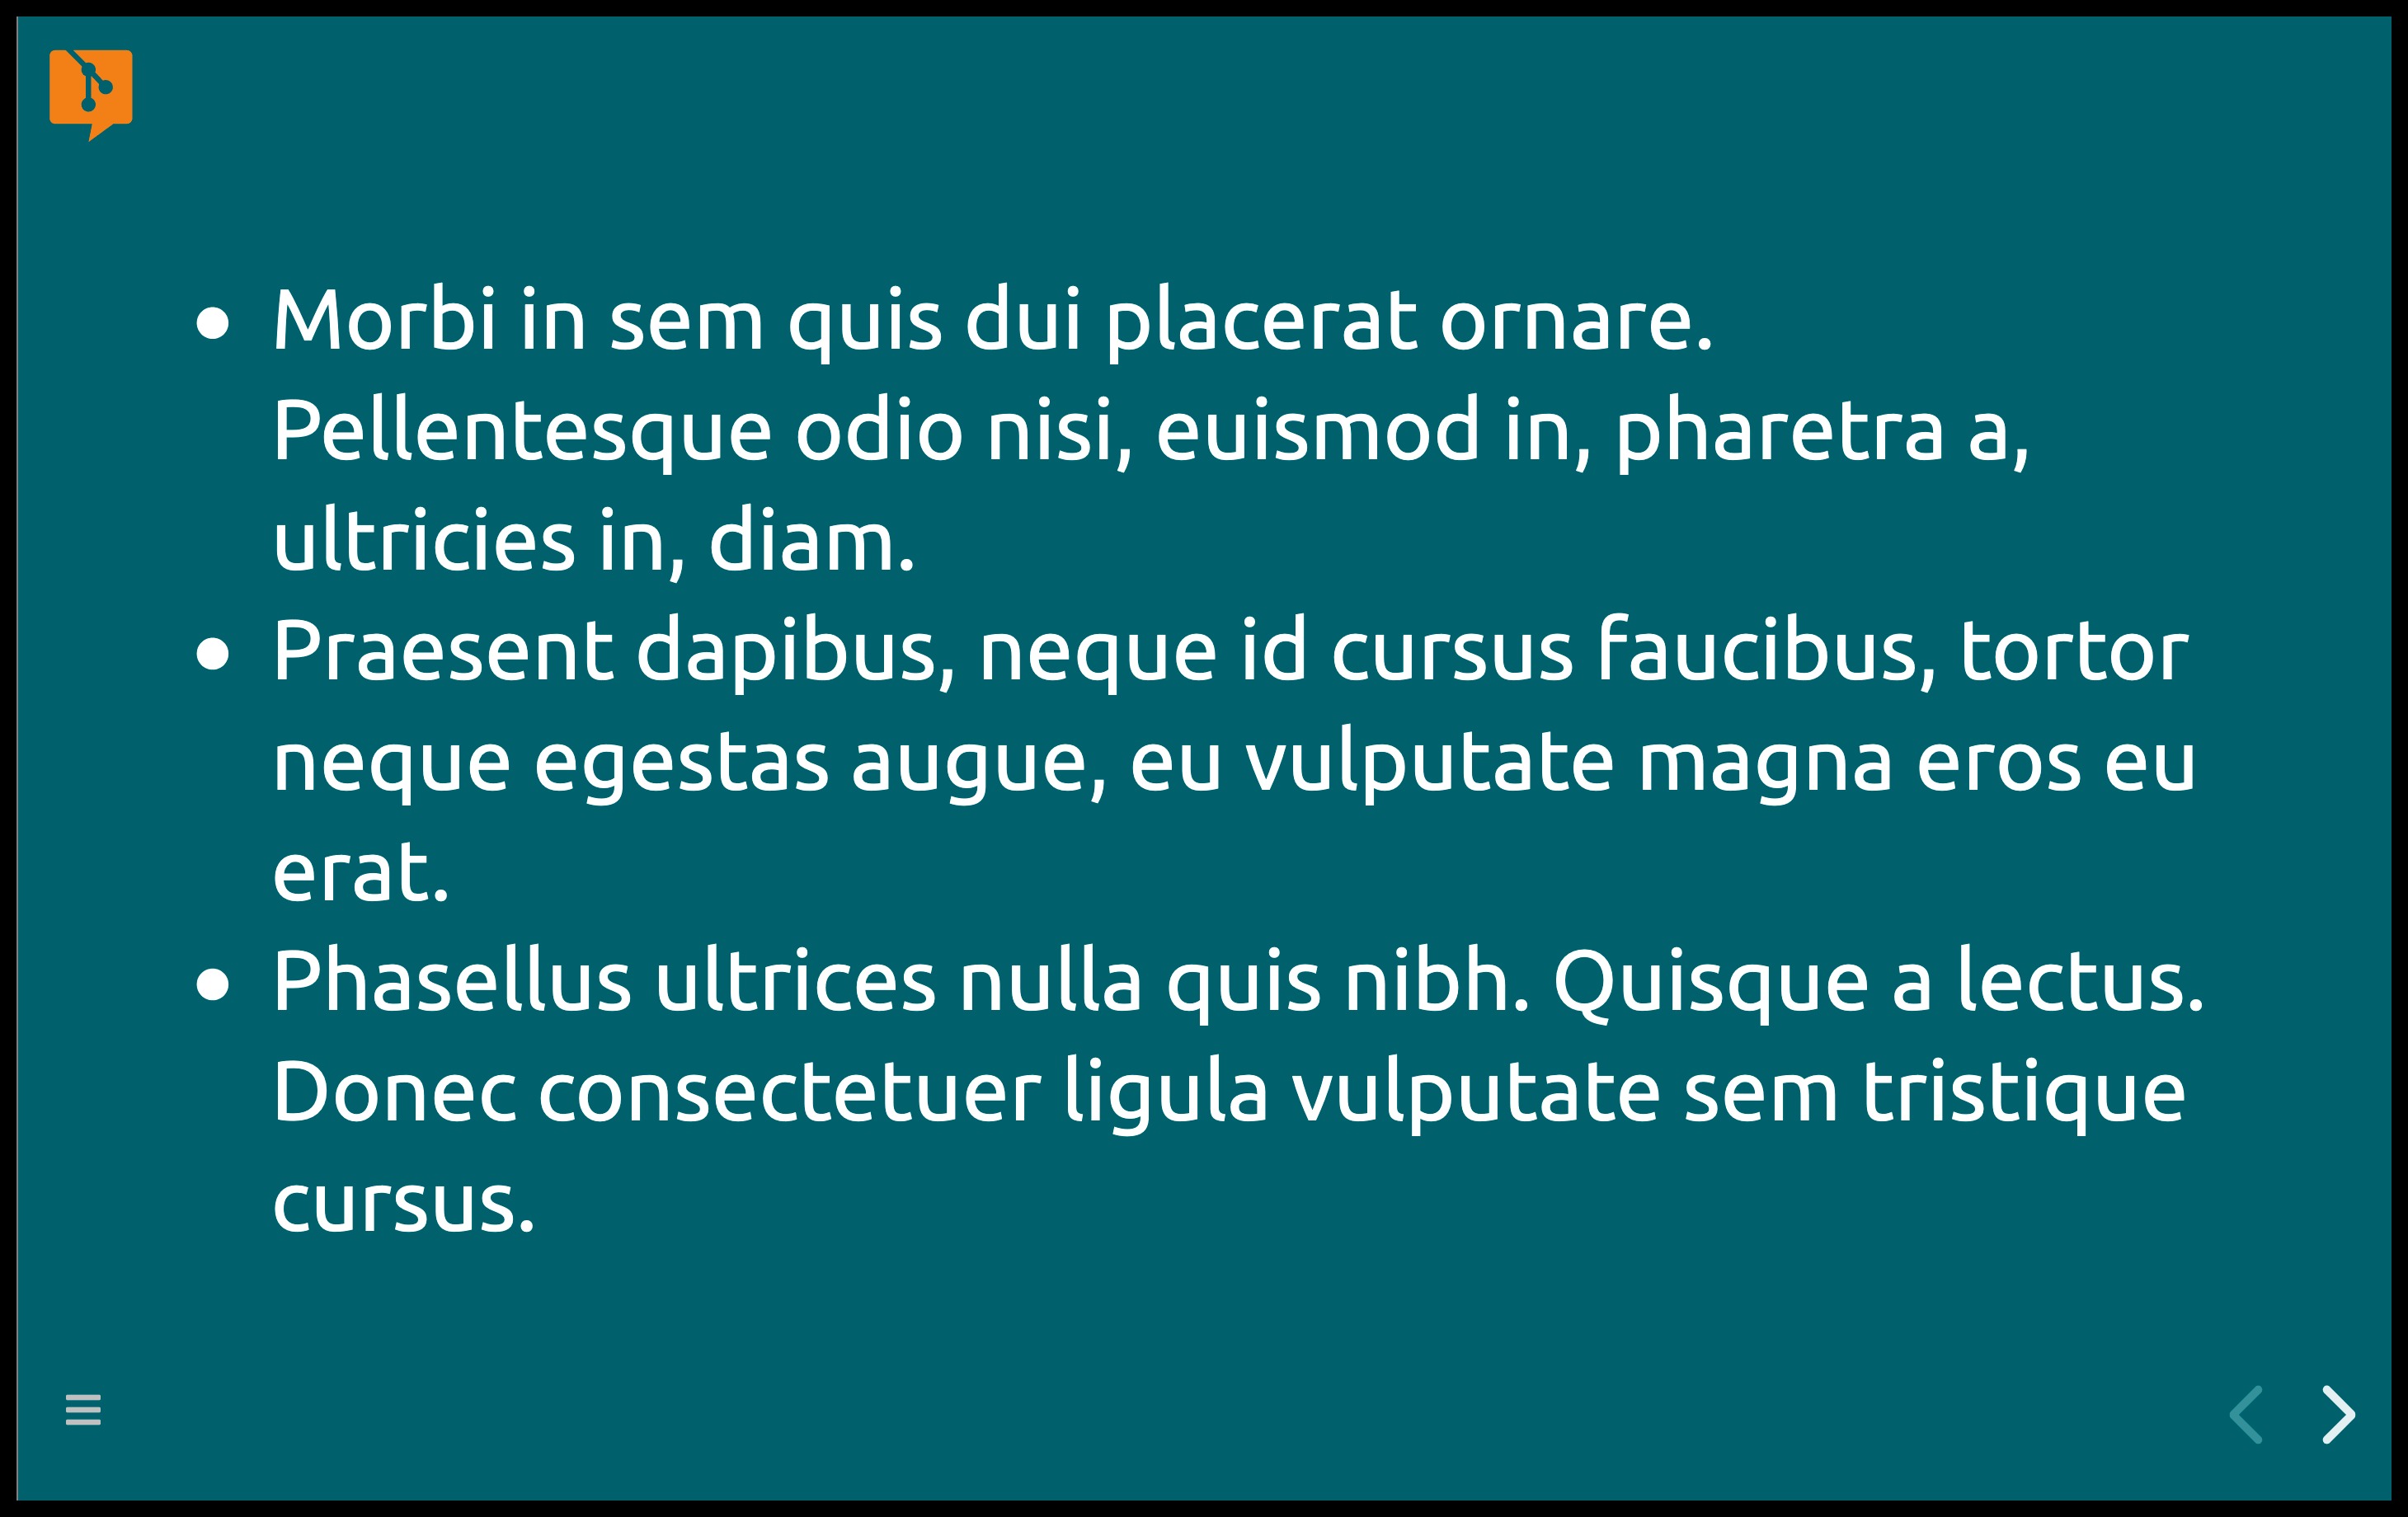 • Morbi in sem quis dui placerat ornare.
Pellentesque odio nisi, euismod in, pharetra a,
ultricies in, diam.
• Praesent dapibus, neque id cursus faucibus, tortor
neque egestas augue, eu vulputate magna eros eu
erat.
• Phasellus ultrices nulla quis nibh. Quisque a lectus.
Donec consectetuer ligula vulputate sem tristique
cursus.